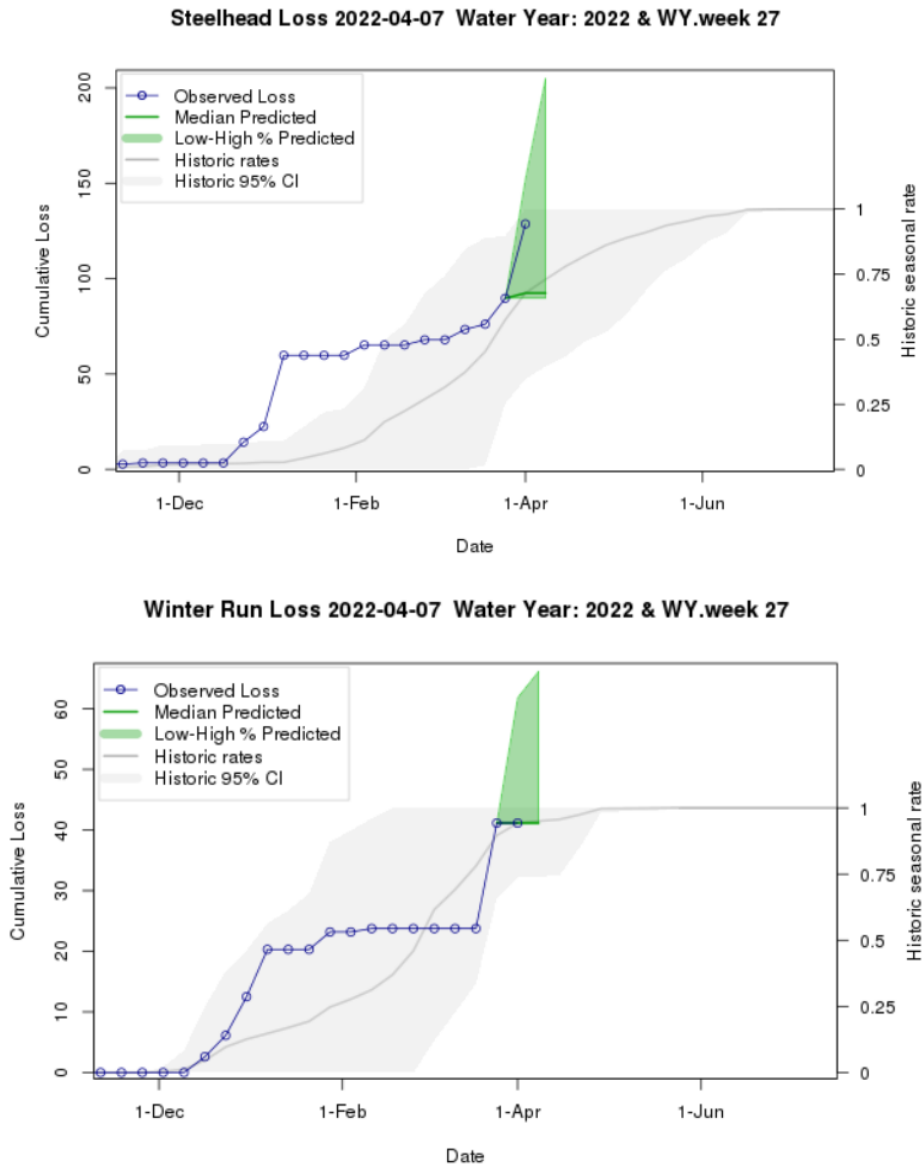 Steelhead Loss 2022-04-07 Water Year: 2022 & WY.week 27
Observed Loss
Median Predicted
Low-High % Predicted
Historic rates
Historic 95% CI
Cumulative Loss
200
150
100
50
0
Historic seasonal rate
1
0.75
0.5
0.25
0
1-Dec
1-Feb
1-Apr
1-Jun
Date
Winter Run Loss 2022-04-07 Water Year: 2022 & WY.week 27
Observed Loss
Median Predicted
Low-High % Predicted
Historic rates
Historic 95% CI
Cumulative Loss
60
50
40
30
20
10
0
Historic seasonal rate
1
0.75
0.5
0.25
0
1-Dec
1-Feb
1-Apr
1-Jun
Date